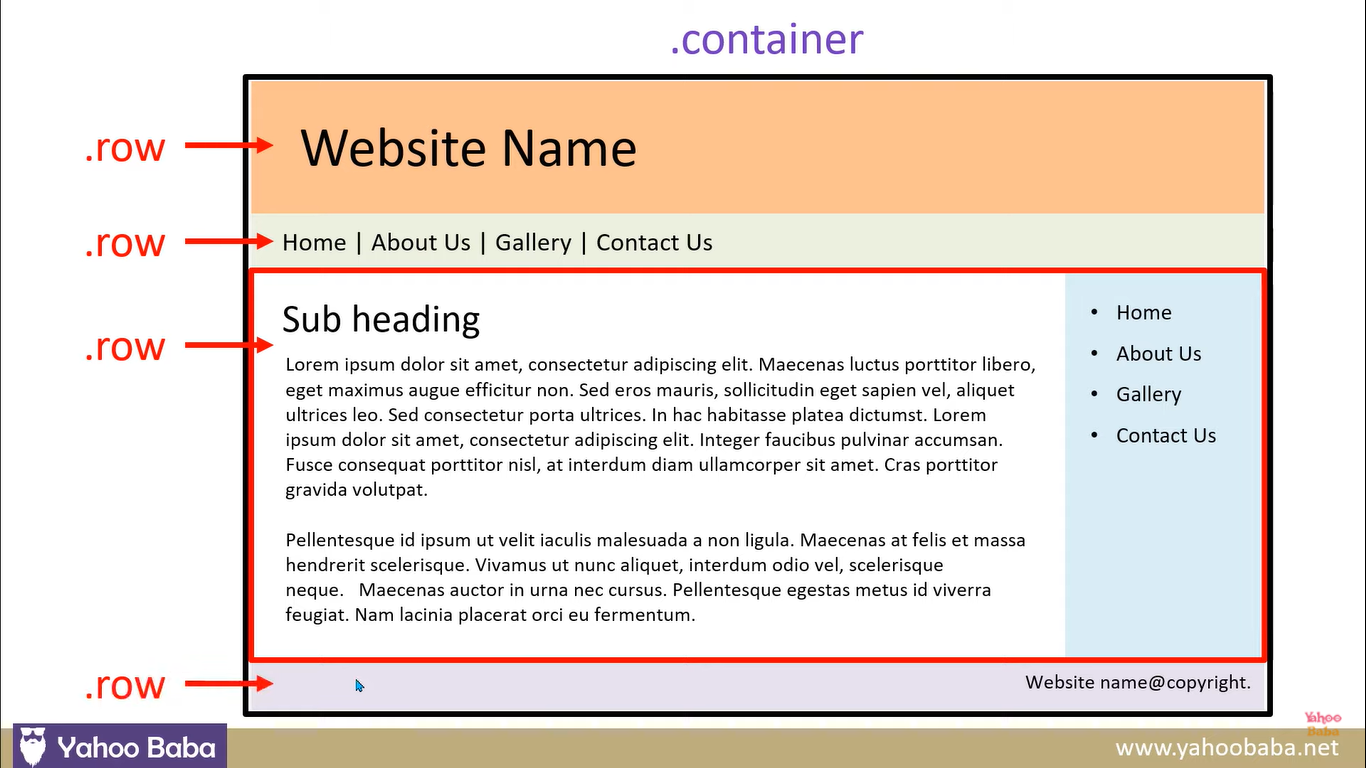 .container
.row
Website Name
.row
Home | About Us | Gallery | Contact Us
.row
Sub heading
Lorem ipsum dolor sit amet, consectetur adipiscing elit. Maecenas luctus porttitor libero,
eget maximus augue efficitur non. Sed eros mauris, sollicitudin eget sapien vel, aliquet
ultrices leo. Sed consectetur porta ultrices. In hac habitasse platea dictumst. Lorem
ipsum dolor sit amet, consectetur adipiscing elit. Integer faucibus pulvinar accumsan.
Fusce consequat porttitor nisl, at interdum diam ullamcorper sit amet. Cras porttitor
gravida volutpat.
Pellentesque id ipsum ut velit iaculis malesuada a non ligula. Maecenas at felis et massa
hendrerit scelerisque. Vivamus ut nunc aliquet, interdum odio vel, scelerisque
neque.   Maecenas auctor in urna nec cursus. Pellentesque egestas metus id viverra
feugiat. Nam lacinia placerat orci eu fermentum.
• Home
• About Us
• Gallery
• Contact Us
.row
Website name@copyright.
Yahoo Baba
Yahoo
Baba
www.yahoobaba.net